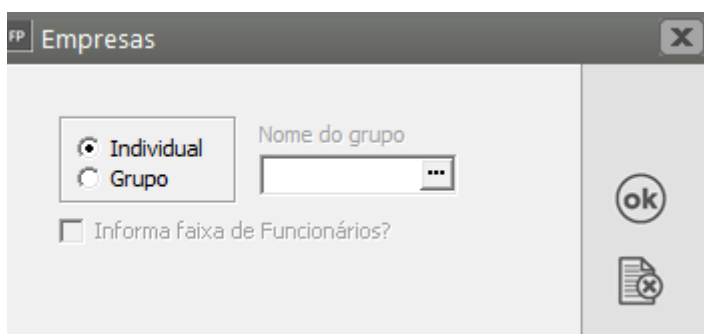 FP Empresas
Individual
Grupo
Nome do grupo
...
Informa faixa de Funcionários?
ok